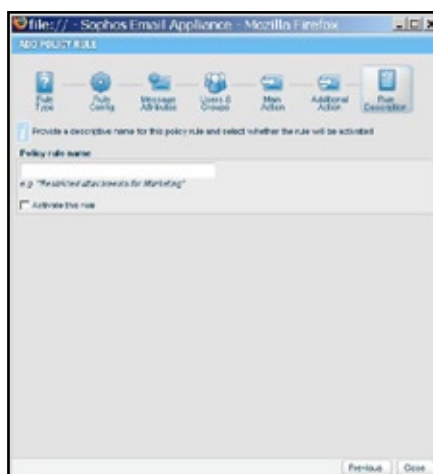 file:// - Sophos Email Appliance - Mozilla Firefox
ADD POLICY RULE
Rule Type
Rule Config
Message Attributes
Users & Groups
Main Action
Additional Action
Rule Description
Provide a descriptive name for this policy rule and select whether the rule will be activated
Policy rule name
e.g. "Restricted attachments for Marketing"
Activate this rule
Previous
Close